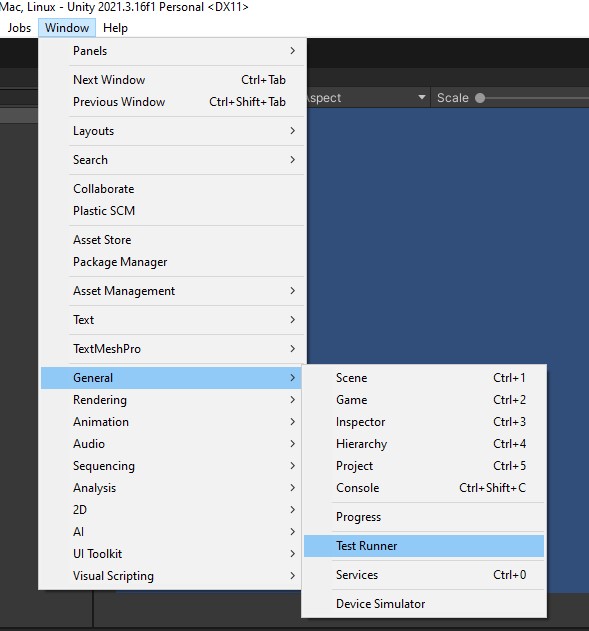 Mac, Linux - Unity 2021.3.16f1 Personal <DX11>
Jobs Window Help
Panels
Next Window Ctrl+Tab
Previous Window Ctrl+Shift+Tab
Aspect Scale
Layouts
Search
Collaborate
Plastic SCM
Asset Store
Package Manager
Asset Management
Text
TextMeshPro
General
Rendering
Animation
Audio
Sequencing
Analysis
2D
AI
UI Toolkit
Visual Scripting
Scene Ctrl+1
Game Ctrl+2
Inspector Ctrl+3
Hierarchy Ctrl+4
Project Ctrl+5
Console Ctrl+Shift+C
Progress
Test Runner
Services Ctrl+0
Device Simulator